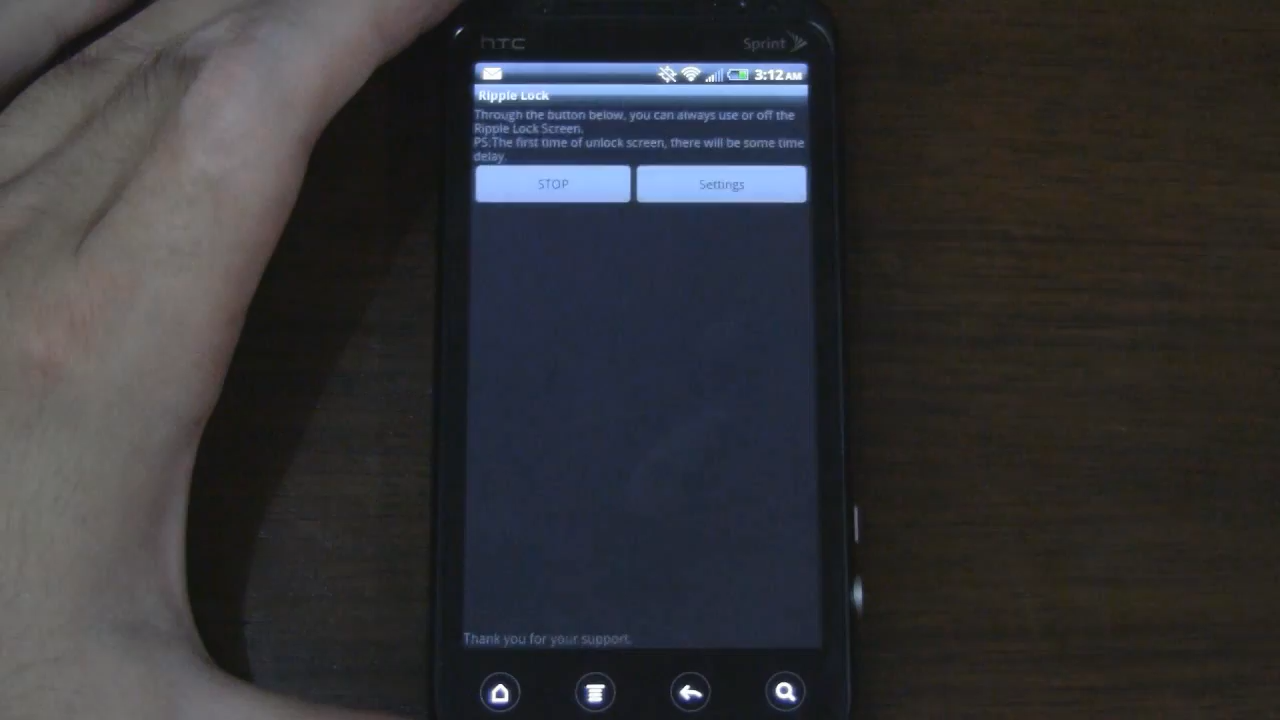 hTC Sprint
3:12 AM
Ripple Lock
Through the button below, you can always use or off the
Ripple Lock Screen.
PS:The first time of unlock screen, there will be some time
delay.
STOP Settings
Thank you for your support.